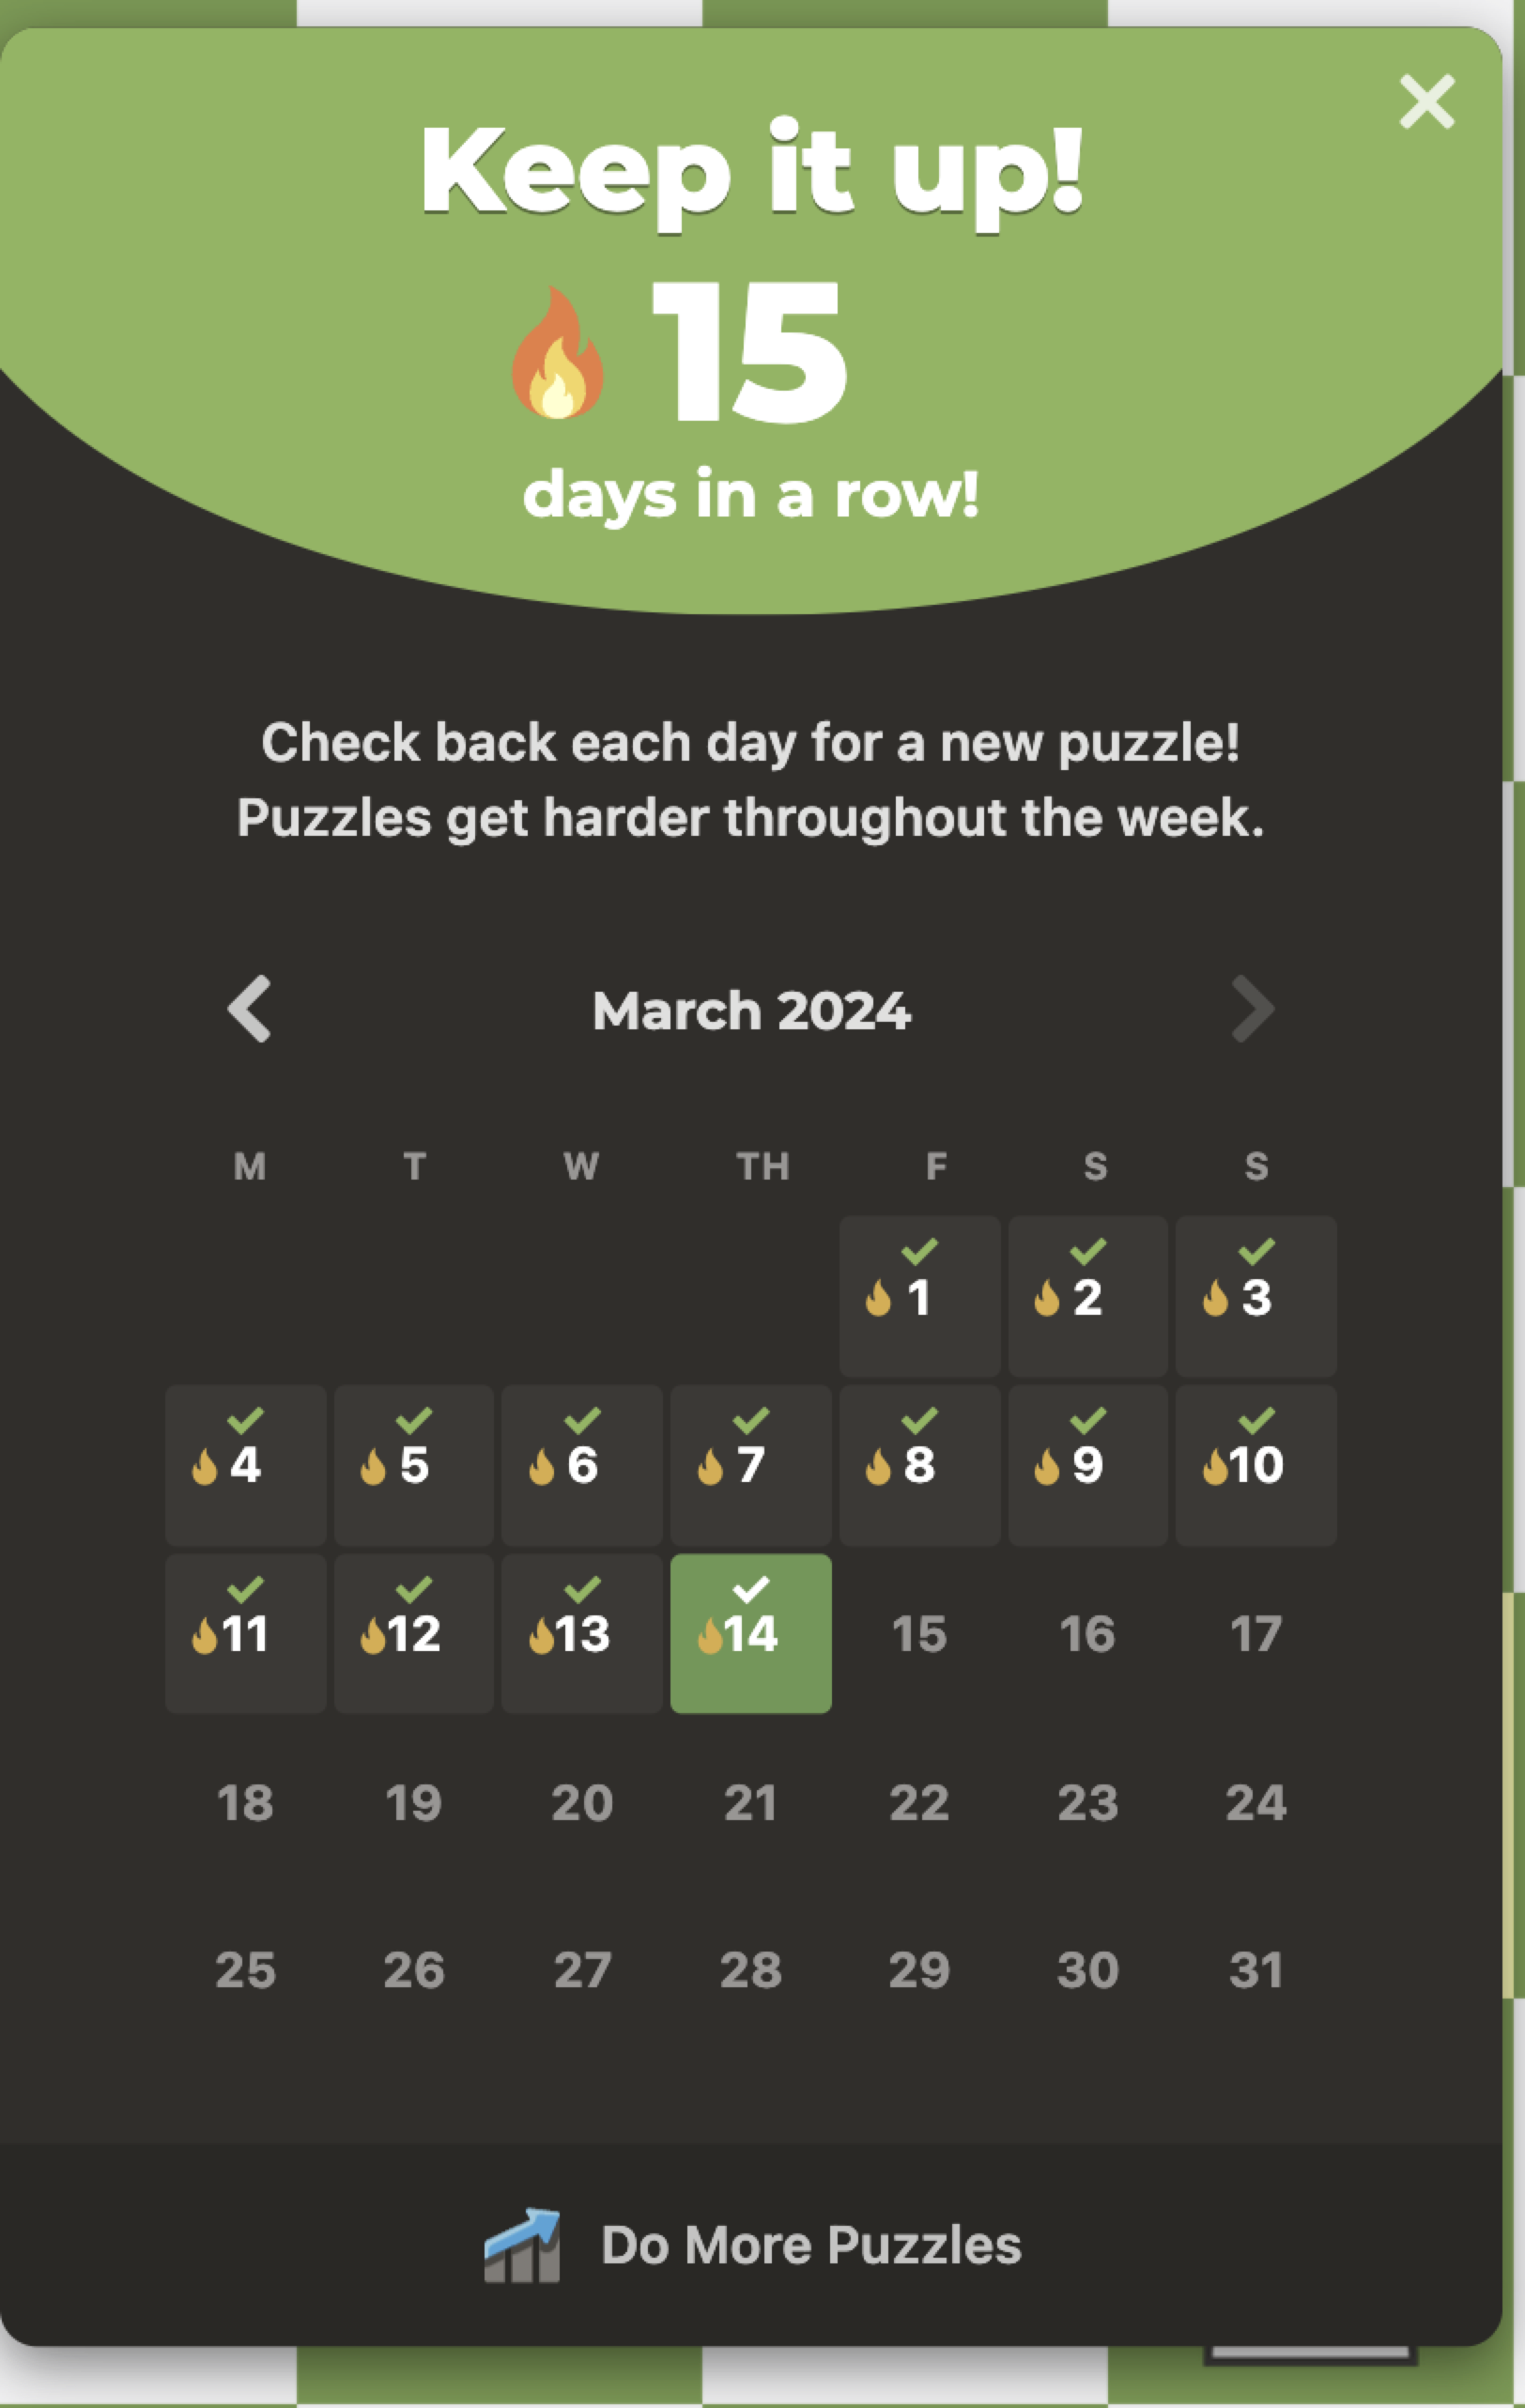 Keep it up!
15
days in a row!
Check back each day for a new puzzle!
Puzzles get harder throughout the week.
March 2024
M T W TH F S S
1 2 3
4 5 6 7 8 9 10
11 12 13 14 15 16 17
18 19 20 21 22 23 24
25 26 27 28 29 30 31
Do More Puzzles